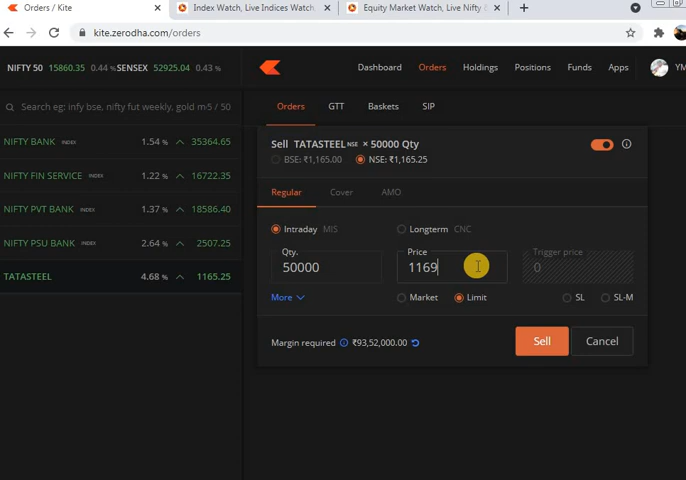 Orders / Kite
Index Watch, Live Indices Watch,
Equity Market Watch, Live Nifty
kite.zerodha.com/orders
NIFTY 50 15860.35 0.44 % SENSEX 52925.04 0.43 %
Dashboard Orders Holdings Positions Funds Apps YM
Search eg: infy bse, nifty fut weekly, gold m 5 / 50
Orders GTT Baskets SIP
NIFTY BANK INDEX 1.54 % 35364.65
NIFTY FIN SERVICE INDEX 1.22 % 16722.35
NIFTY PVT BANK INDEX 1.37 % 18586.40
NIFTY PSU BANK INDEX 2.64 % 2507.25
TATASTEEL 4.68 % 1165.25
Sell TATASTEEL NSE × 50000 Qty
BSE: ₹1,165.00 NSE: ₹1,165.25
Regular Cover AMO
Intraday MIS Longterm CNC
Qty. Price Trigger price
50000 1169 0
More Market Limit SL SL-M
Margin required ₹93,52,000.00
Sell Cancel